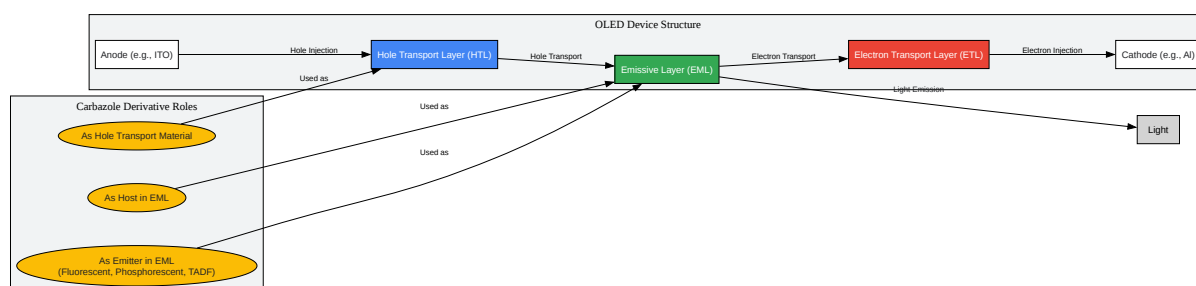 OLED Device Structure
Anode (e.g., ITO)
Hole Injection
Hole Transport Layer (HTL)
Hole Transport
Emissive Layer (EML)
Electron Transport
Electron Transport Layer (ETL)
Electron Injection
Cathode (e.g., Al)
Used as
Light Emission
Carbazole Derivative Roles
Used as
As Hole Transport Material
Light
Used as
As Host in EML
As Emitter in EML
(Fluorescent, Phosphorescent, TADF)